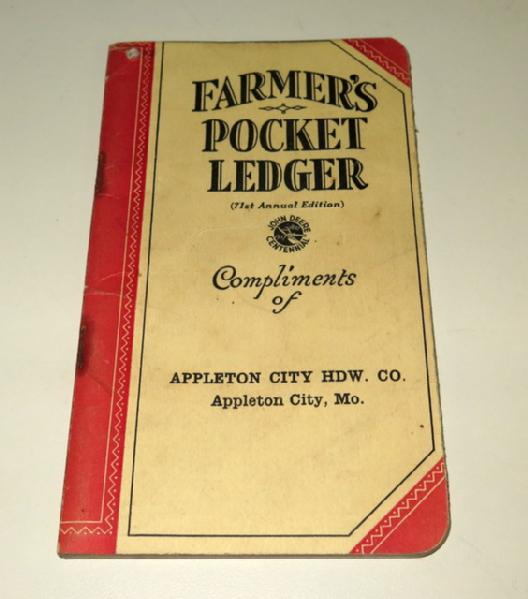 FARMER'S
POCKET
LEDGER
(71st Annual Edition)
JOHN DEERE
CENTENNIAL
Compliments
of
APPLETON CITY HDW. CO.
Appleton City, Mo.